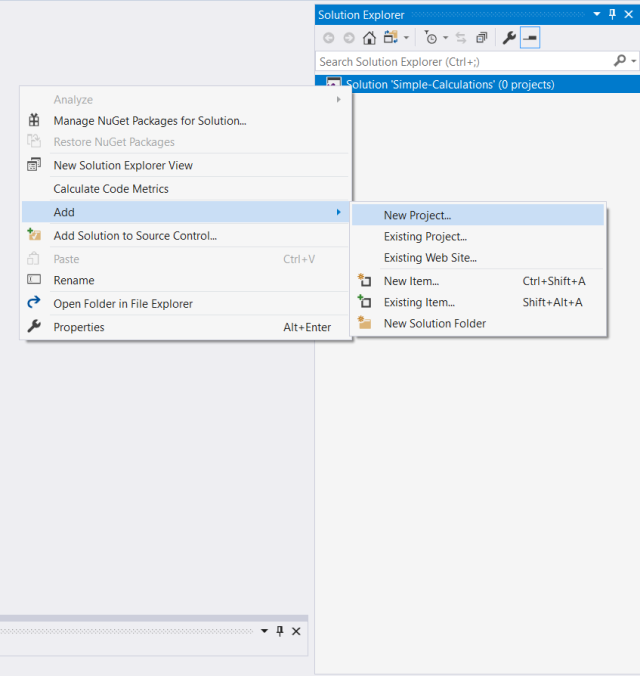 Solution Explorer
Search Solution Explorer (Ctrl+;)
Solution 'Simple-Calculations' (0 projects)
Analyze
Manage NuGet Packages for Solution...
Restore NuGet Packages
New Solution Explorer View
Calculate Code Metrics
Add
Add Solution to Source Control...
Paste Ctrl+V
Rename
Open Folder in File Explorer
Properties Alt+Enter
New Project...
Existing Project...
Existing Web Site...
New Item... Ctrl+Shift+A
Existing Item... Shift+Alt+A
New Solution Folder